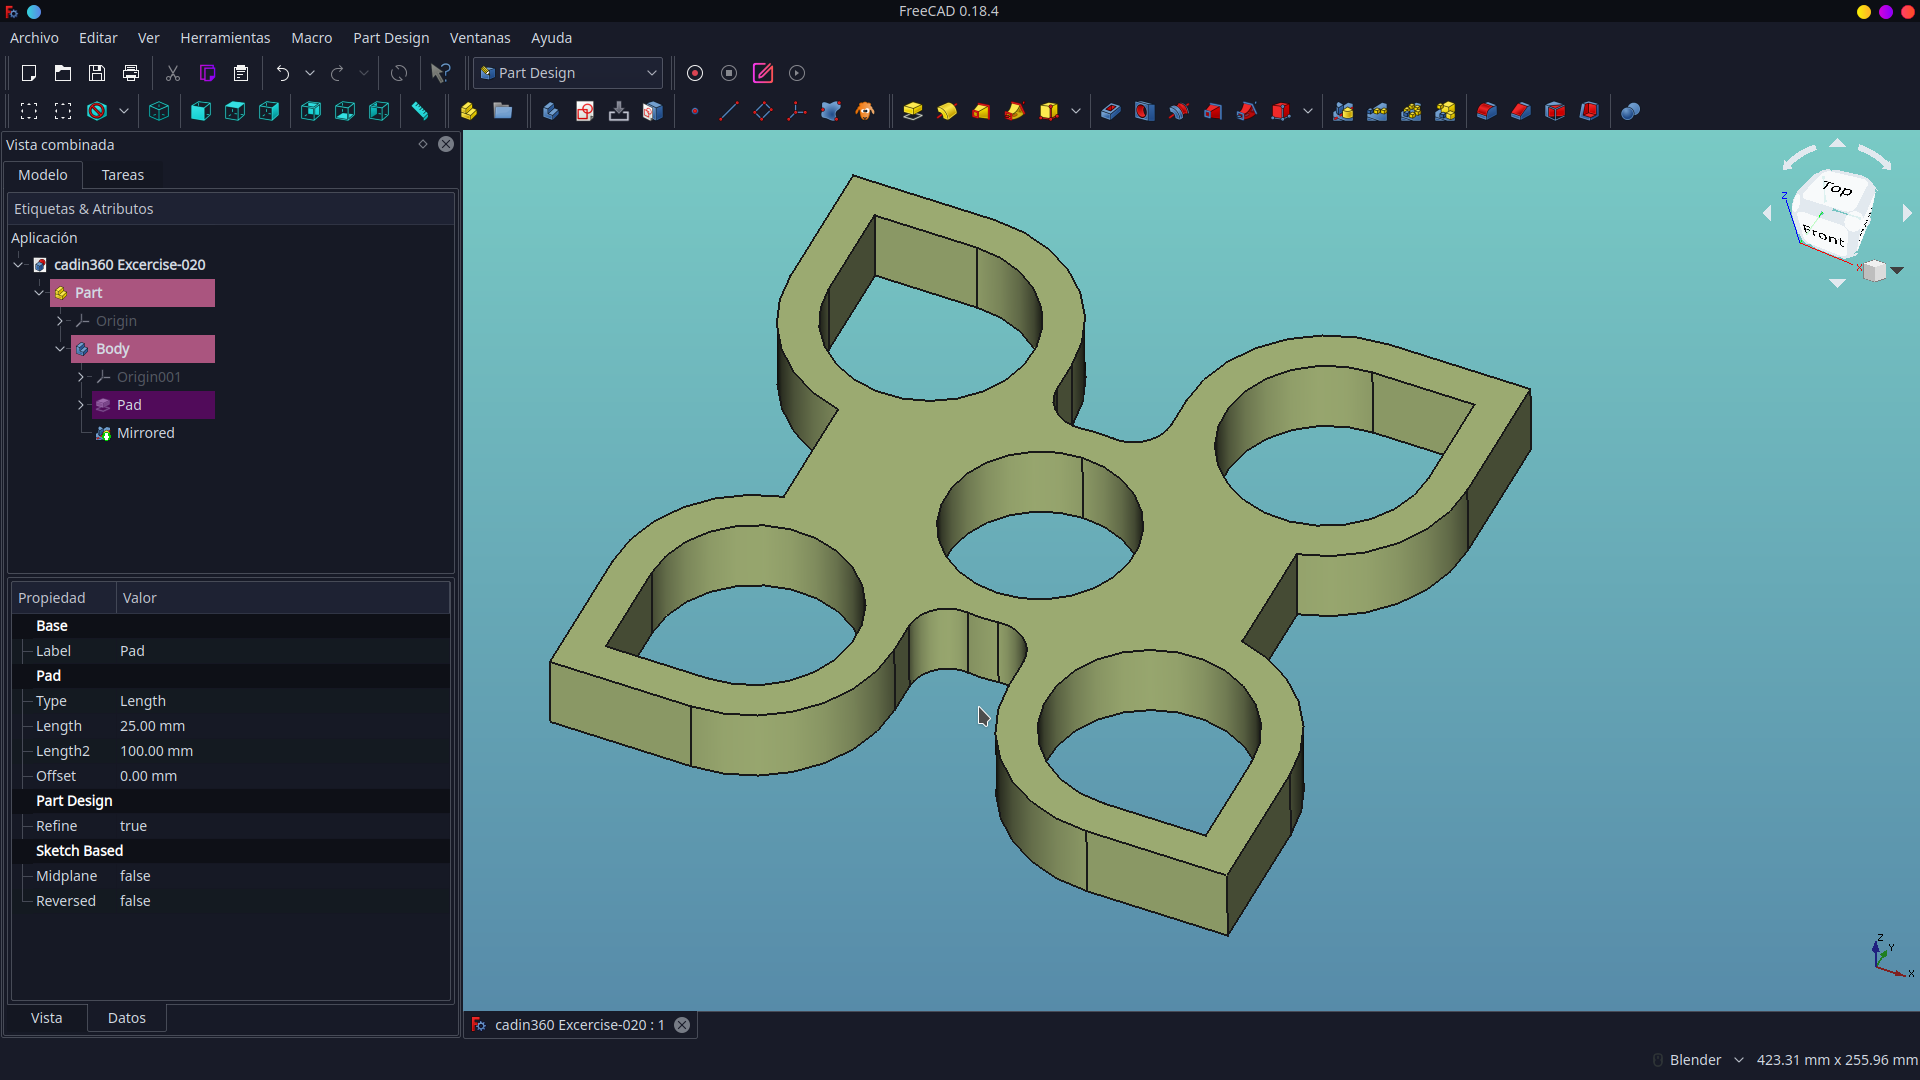 FreeCAD 0.18.4
Archivo Editar Ver Herramientas Macro Part Design Ventanas Ayuda
Part Design
Vista combinada
Modelo Tareas
Etiquetas & Atributos
Aplicación
cadin360 Excercise-020
Part
Origin
Body
Origin001
Pad
Mirrored
Propiedad Valor
Base
Label Pad
Pad
Type Length
Length 25.00 mm
Length2 100.00 mm
Offset 0.00 mm
Part Design
Refine true
Sketch Based
Midplane false
Reversed false
Vista Datos
Top
Front
Z
X
Z
Y
X
cadin360 Excercise-020 : 1
Blender 423.31 mm x 255.96 mm